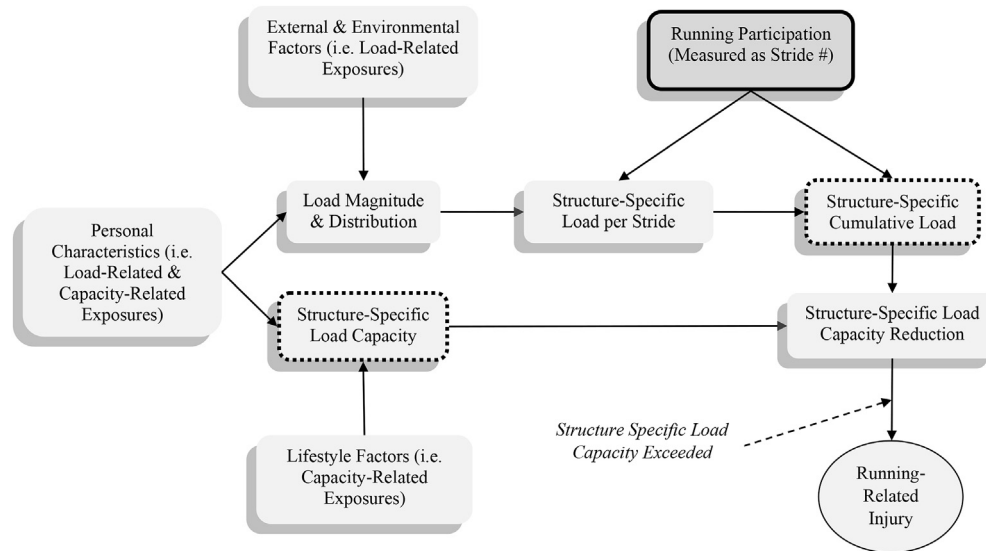 External & Environmental
Factors (i.e. Load-Related
Exposures)
Running Participation
(Measured as Stride #)
Load Magnitude
& Distribution
Structure-Specific
Load per Stride
Structure-Specific
Cumulative Load
Personal
Characteristics (i.e.
Load-Related &
Capacity-Related
Exposures)
Structure-Specific
Load Capacity
Structure-Specific Load
Capacity Reduction
Structure Specific Load
Capacity Exceeded
Lifestyle Factors (i.e.
Capacity-Related
Exposures)
Running-
Related
Injury